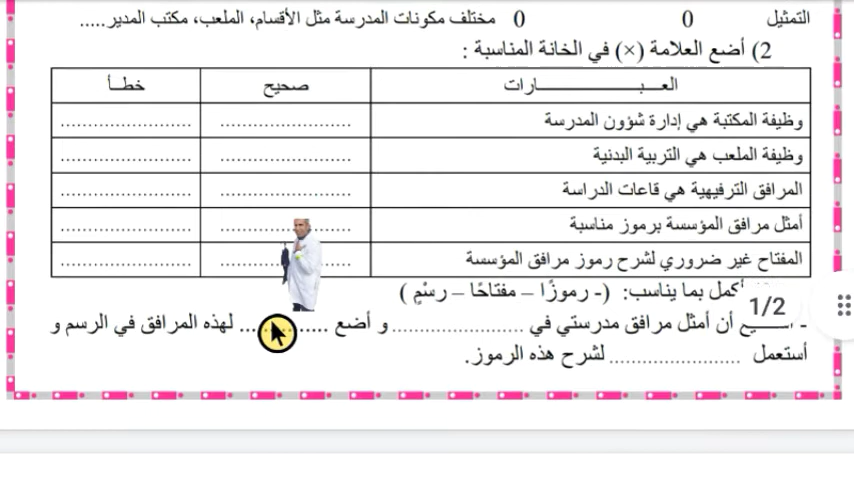 التمثيل 0 0 مختلف مكونات المدرسة مثل الأقسام، الملعب، مكتب المدير.....
2) أضع العلامة (×) في الخانة المناسبة :
العـــبـــــــــــــارات صحيح خطــأ
وظيفة المكتبة هي إدارة شؤون المدرسة ........................ ........................
وظيفة الملعب هي التربية البدنية ........................ ........................
المرافق الترفيهية هي قاعات الدراسة ........................ ........................
أمثل مرافق المؤسسة برموز مناسبة ........................ ........................
المفتاح غير ضروري لشرح رموز مرافق المؤسسة ........................ ........................
أكمل بما يناسب: (- رموزًا – مفتاحًا – رسْمٍ )
1/2
- أن أمثل مرافق مدرستي في ........................ و أضع ........ لهذه المرافق في الرسم و
أستعمل ........................ لشرح هذه الرموز.